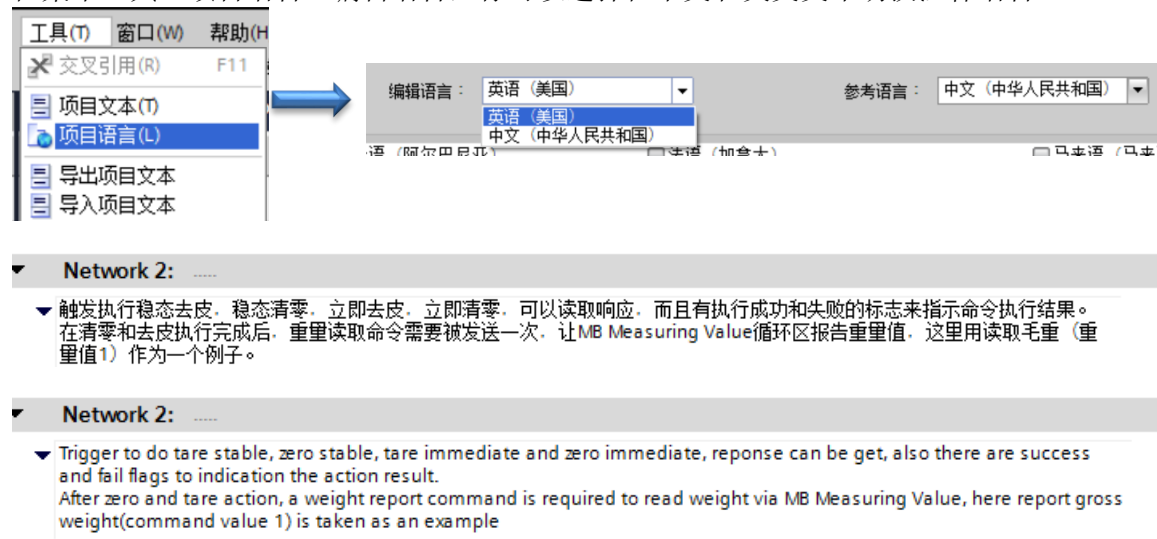 工具(T) 窗口(W) 帮助(H
交叉引用(R) F11
项目文本(T)
项目语言(L)
导出项目文本
导入项目文本
编辑语言： 英语（美国） 参考语言： 中文（中华人民共和国）
英语（美国）
中文（中华人民共和国）
Network 2: .....
触发执行稳态去皮，稳态清零，立即去皮，立即清零，可以读取响应，而且有执行成功和失败的标志来指示命令执行结果。
在清零和去皮执行完成后，重量读取命令需要被发送一次，让MB Measuring Value循环区报告重量值，这里用读取毛重（重
量值1）作为一个例子。
Network 2: .....
Trigger to do tare stable, zero stable, tare immediate and zero immediate, reponse can be get, also there are success
and fail flags to indication the action result.
After zero and tare action, a weight report command is required to read weight via MB Measuring Value, here report gross
weight(command value 1) is taken as an example